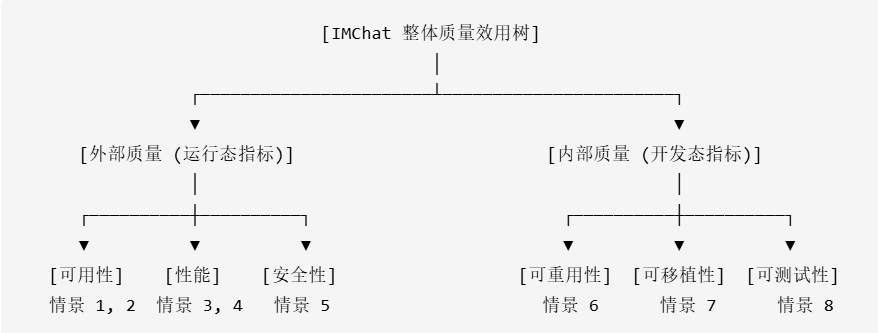 [IMChat 整体质量效用树]
[外部质量 (运行态指标)] [内部质量 (开发态指标)]
[可用性] [性能] [安全性] [可重用性] [可移植性] [可测试性]
情景 1, 2 情景 3, 4 情景 5 情景 6 情景 7 情景 8